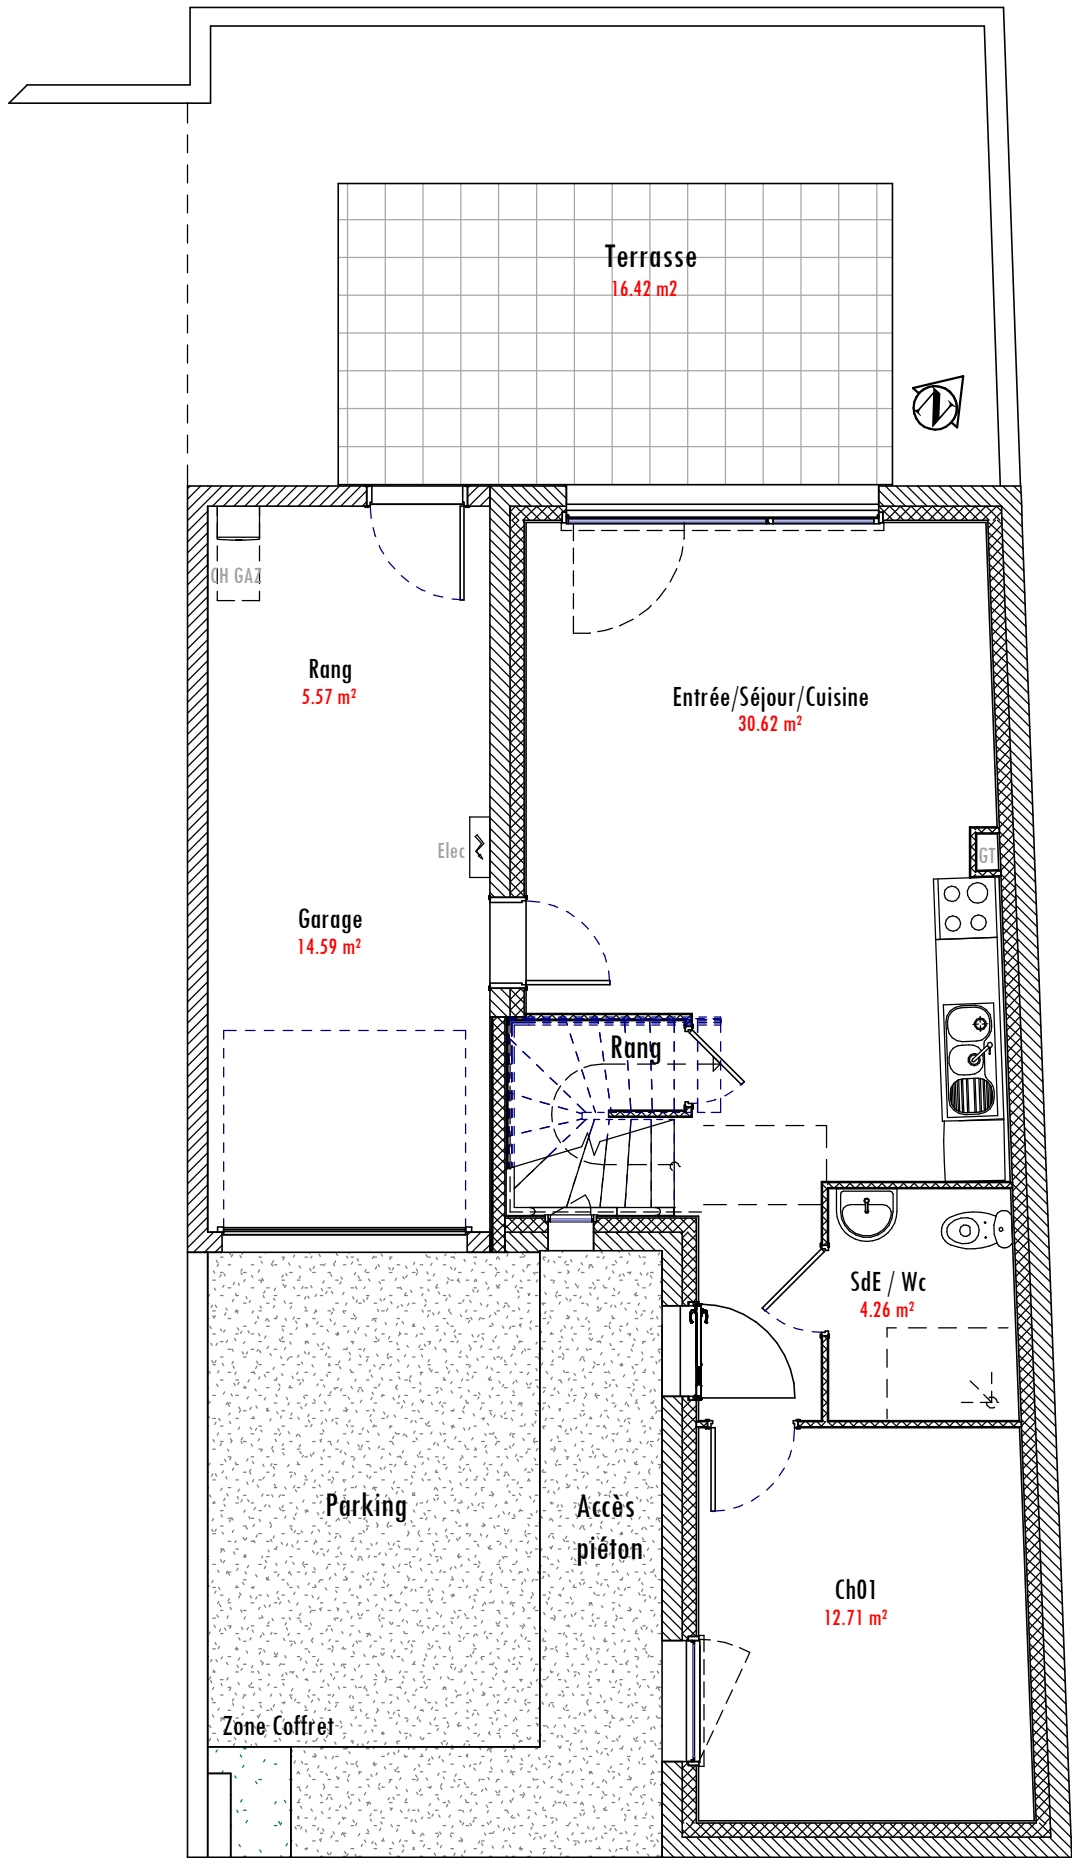 Terrasse
16.42 m2
N
CH GAZ
Rang
5.57 m²
Entrée/Séjour/Cuisine
30.62 m²
Elec
GT
Garage
14.59 m²
Rang
SdE / Wc
4.26 m²
Parking
Accès
piéton
Ch01
12.71 m²
Zone Coffret